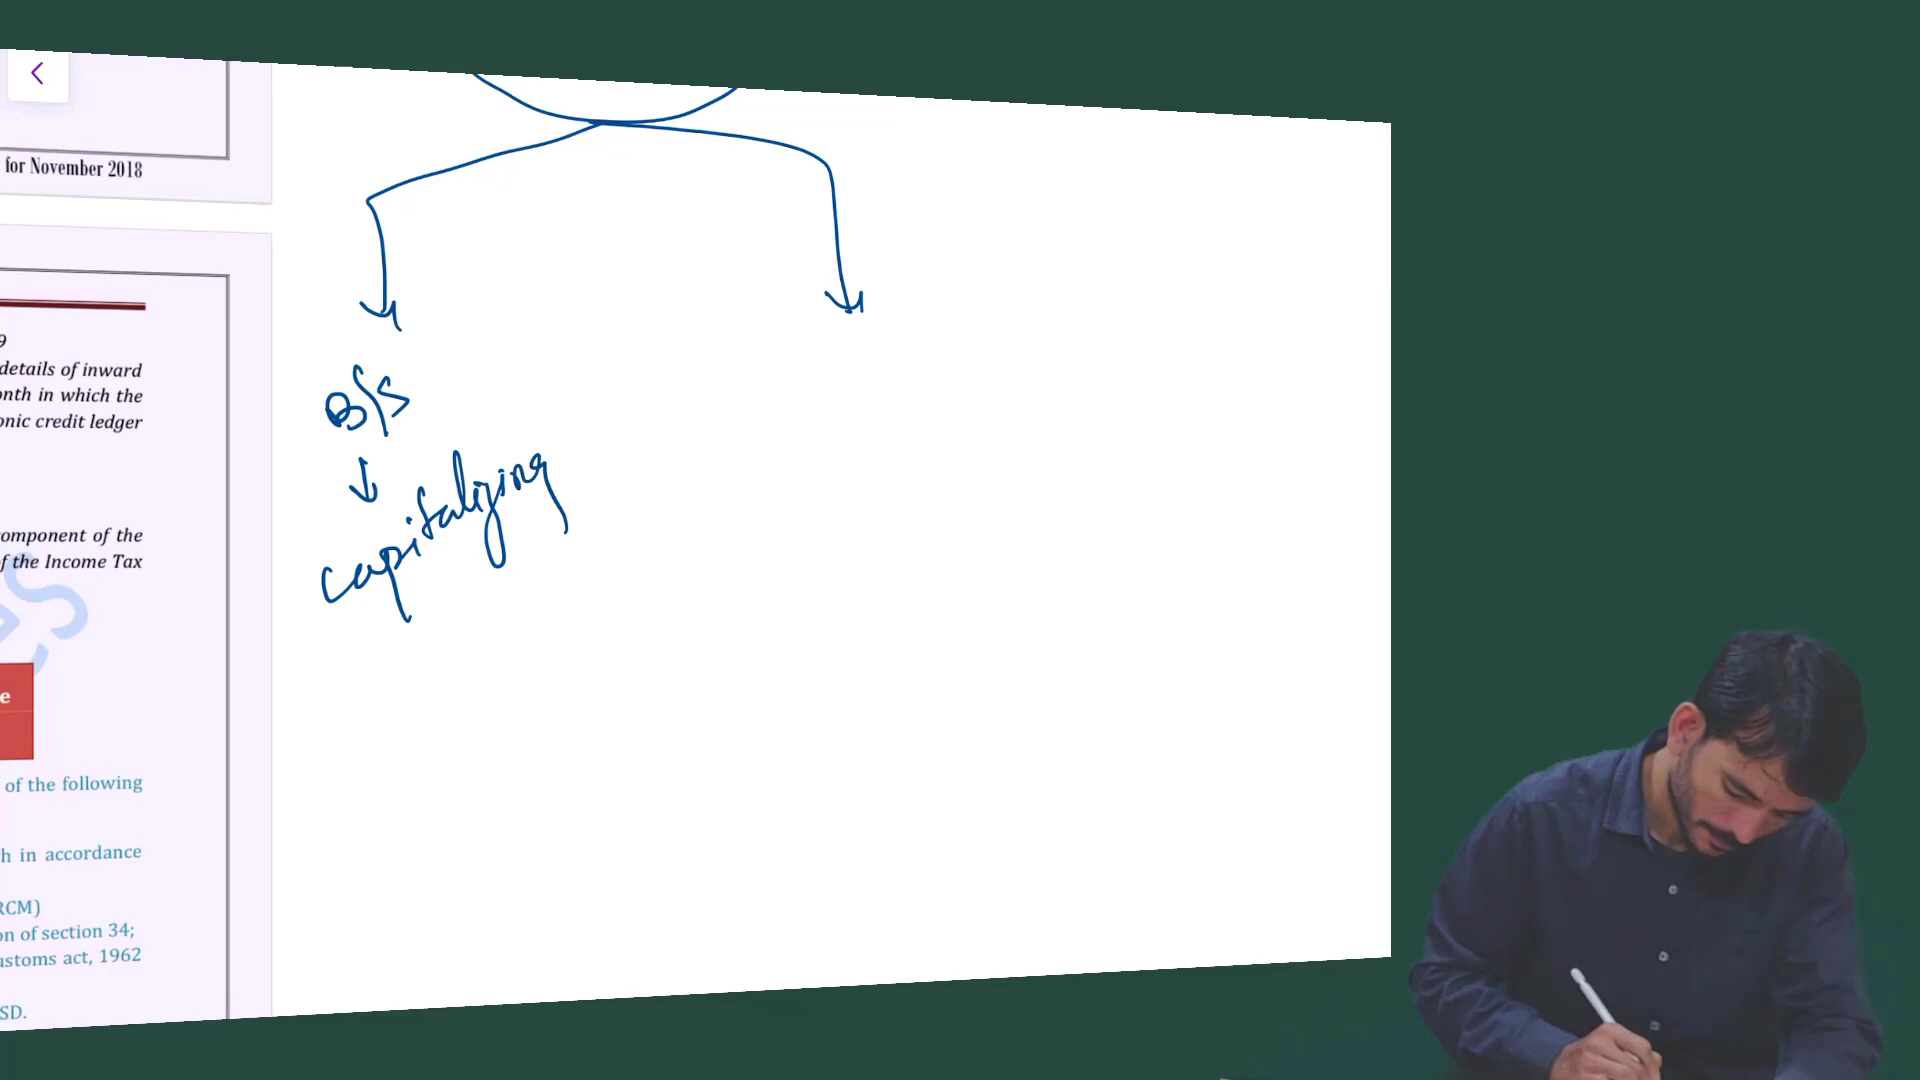 for November 2018
9
details of inward
onth in which the
onic credit ledger
omponent of the
f the Income Tax
e
of the following
h in accordance
RCM)
on of section 34;
ustoms act, 1962
SD.
B/S
↓
capitalizing